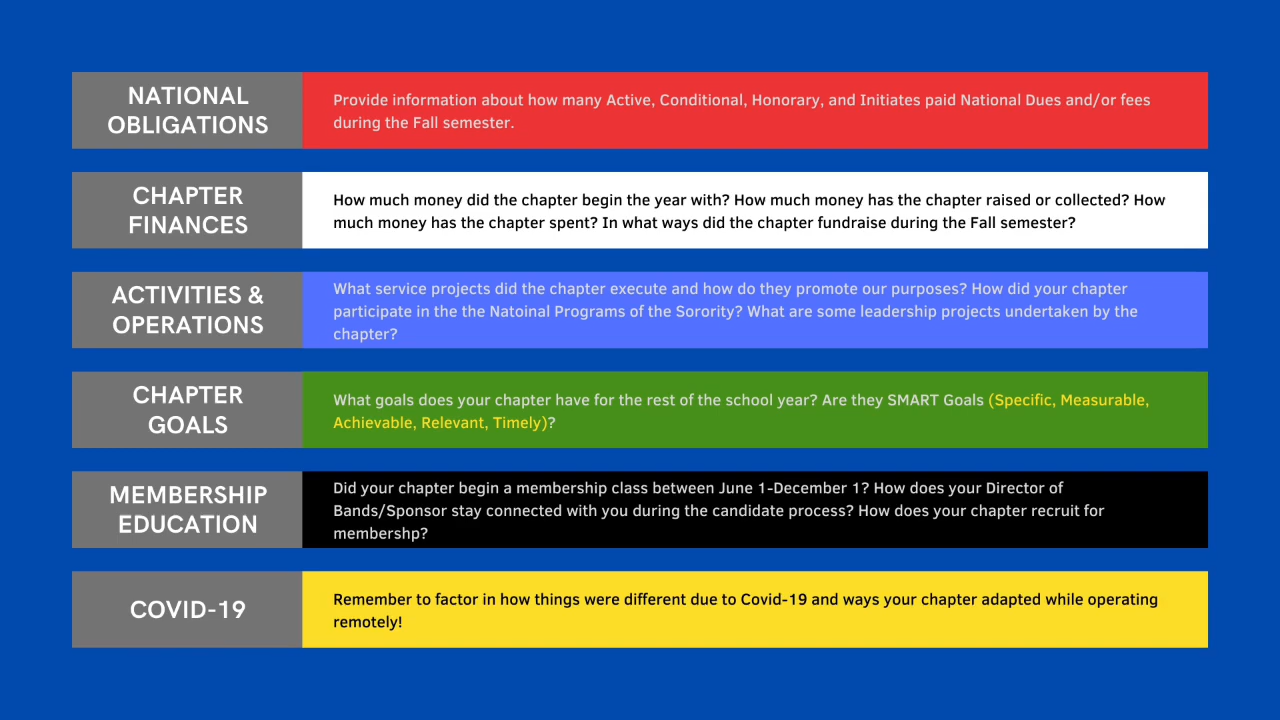 NATIONAL
OBLIGATIONS
Provide information about how many Active, Conditional, Honorary, and Initiates paid National Dues and/or fees
during the Fall semester.
CHAPTER
FINANCES
How much money did the chapter begin the year with? How much money has the chapter raised or collected? How
much money has the chapter spent? In what ways did the chapter fundraise during the Fall semester?
ACTIVITIES &
OPERATIONS
What service projects did the chapter execute and how do they promote our purposes? How did your chapter
participate in the the Natoinal Programs of the Sorority? What are some leadership projects undertaken by the
chapter?
CHAPTER
GOALS
What goals does your chapter have for the rest of the school year? Are they SMART Goals (Specific, Measurable,
Achievable, Relevant, Timely)?
MEMBERSHIP
EDUCATION
Did your chapter begin a membership class between June 1-December 1? How does your Director of
Bands/Sponsor stay connected with you during the candidate process? How does your chapter recruit for
membershp?
COVID-19
Remember to factor in how things were different due to Covid-19 and ways your chapter adapted while operating
remotely!